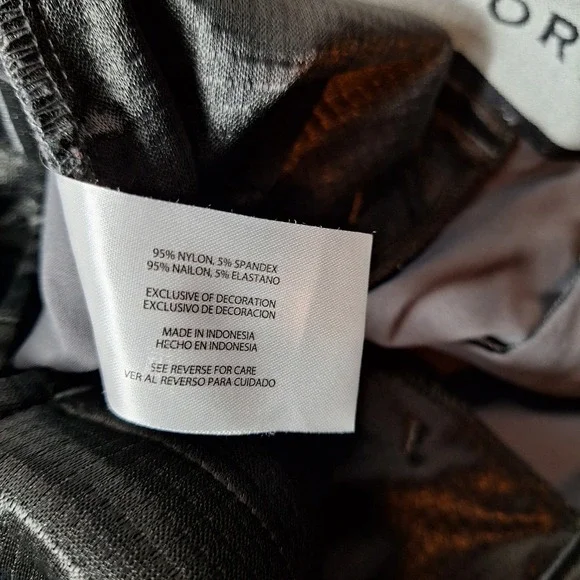 OR
95% NYLON, 5% SPANDEX
95% NAILON, 5% ELASTANO
EXCLUSIVE OF DECORATION
EXCLUSIVO DE DECORACION
MADE IN INDONESIA
HECHO EN INDONESIA
SEE REVERSE FOR CARE
VER AL REVERSO PARA CUIDADO